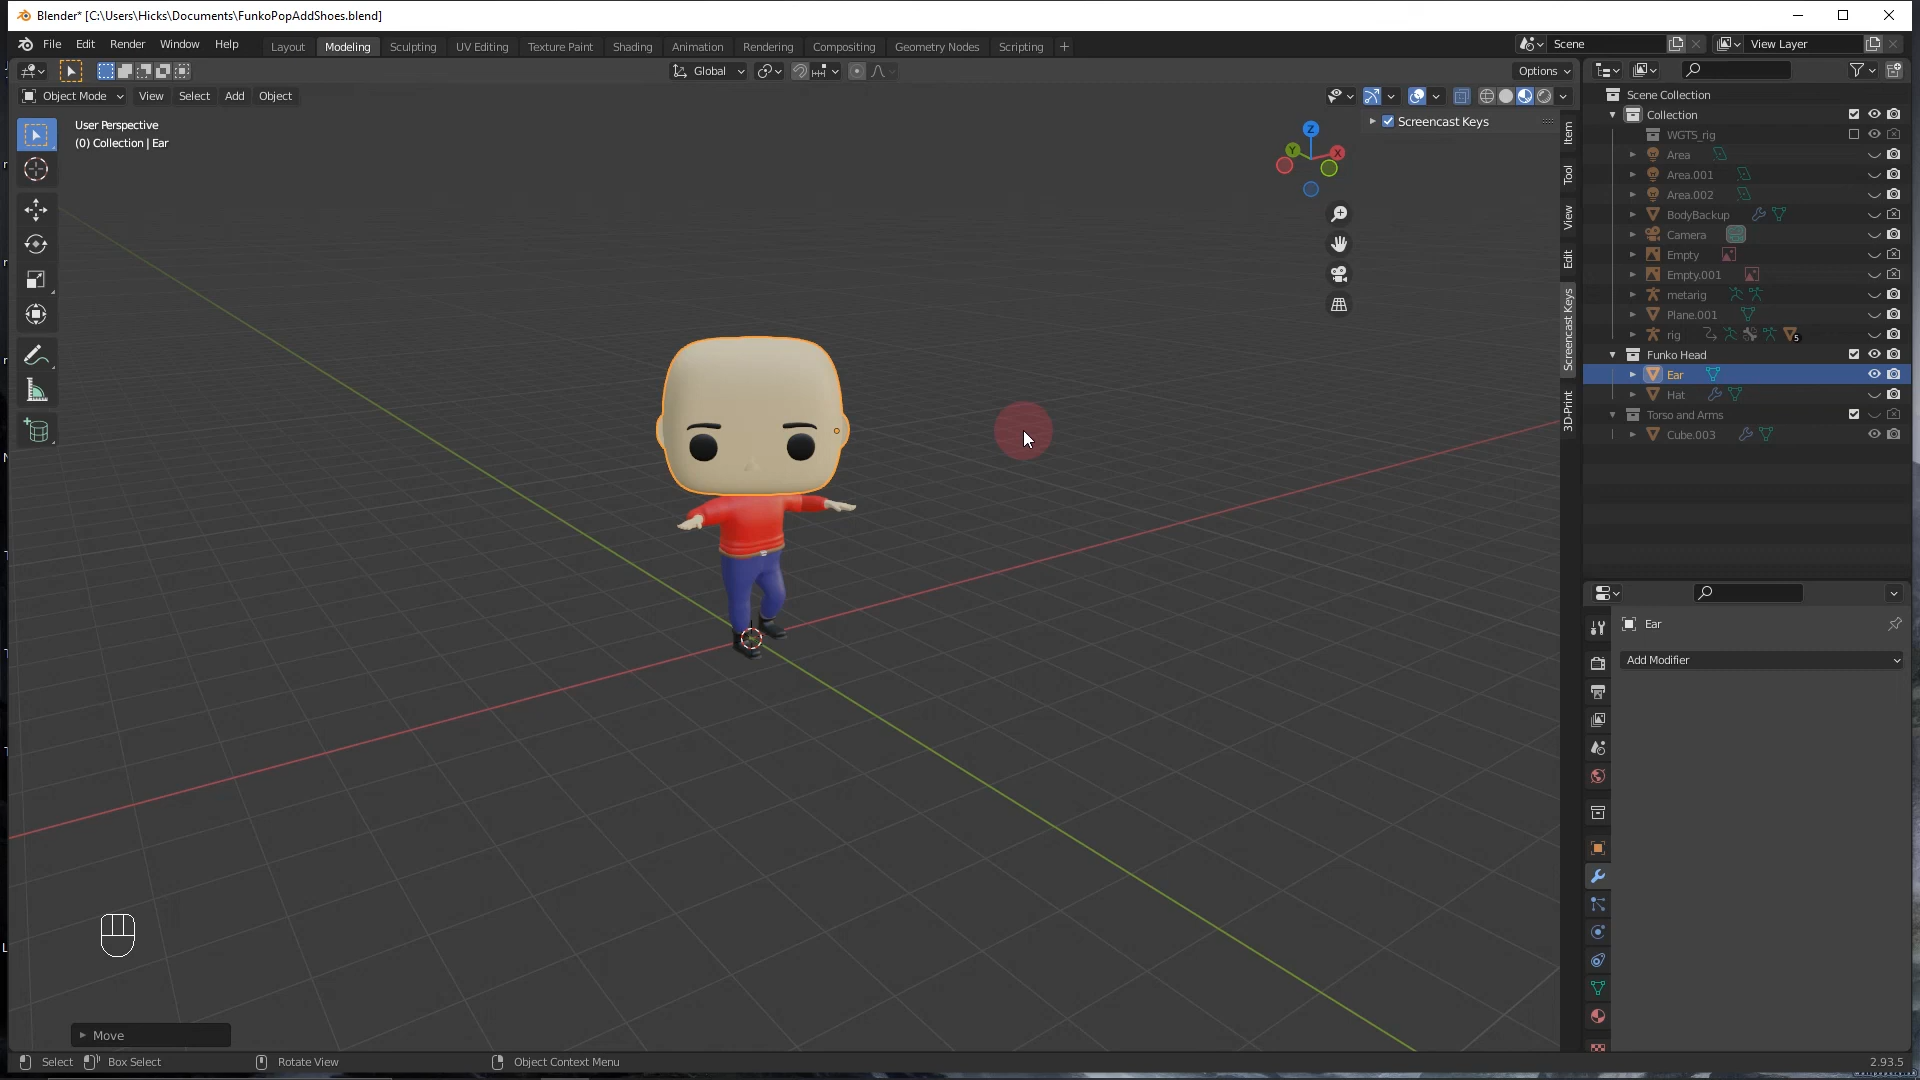 Blender* [C:\Users\Hicks\Documents\FunkoPopAddShoes.blend]
File Edit Render Window Help Layout Modeling Sculpting UV Editing Texture Paint Shading Animation Rendering Compositing Geometry Nodes Scripting + Scene View Layer
Global Options
Object Mode View Select Add Object
User Perspective
(0) Collection | Ear
Screencast Keys
Z
Y
X
Item
Tool
View
Edit
Screencast Keys
3D-Print
Scene Collection
Collection
WGTS_rig
Area
Area.001
Area.002
BodyBackup
Camera
Empty
Empty.001
metarig
Plane.001
rig 5
Funko Head
Ear
Hat
Torso and Arms
Cube.003
Ear
Add Modifier
Move
Select Box Select Rotate View Object Context Menu 2.93.5